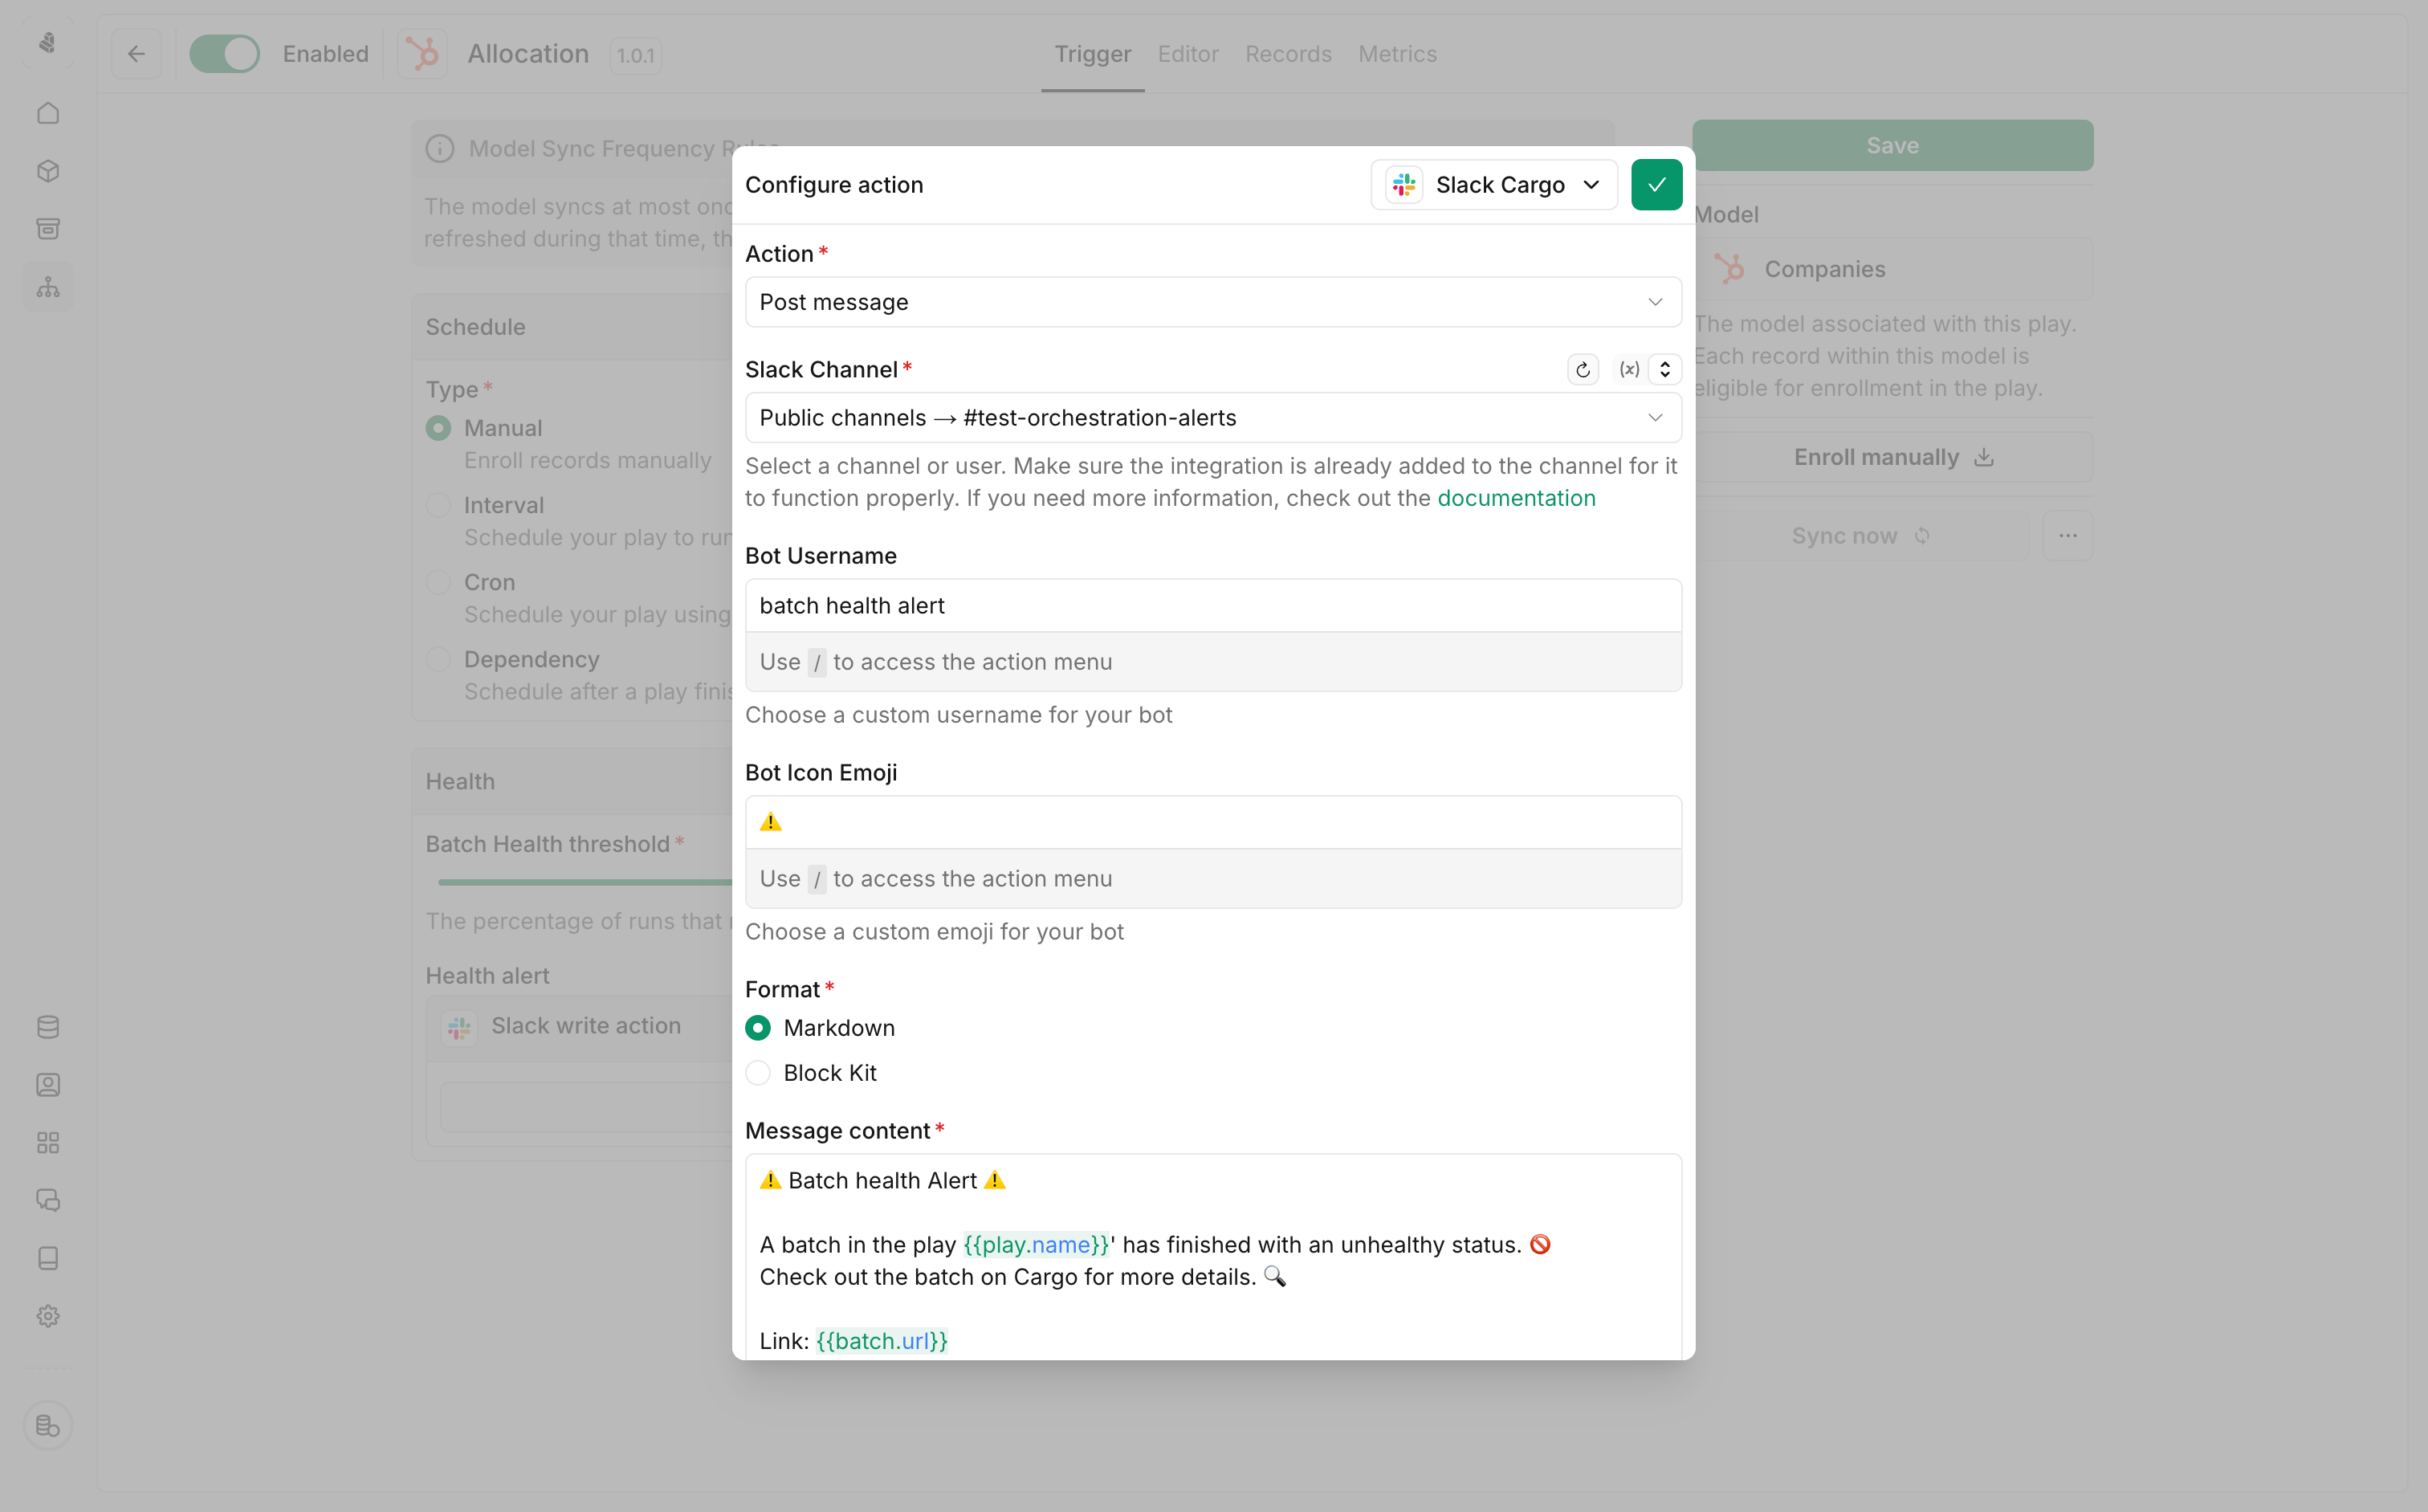 Enabled
Allocation
1.0.1
Trigger
Editor
Records
Metrics
Model Sync Frequency
The model syncs at most
refreshed during that time,
Save
Schedule
Type *
Manual
Enroll records manually
Interval
Schedule your play to
Cron
Schedule your play using
Dependency
Schedule after a play
Health
Batch Health threshold *
The percentage of runs that
Health alert
Slack write action
Configure action
Slack Cargo
Action *
Post message
Slack Channel *
(x)
Public channels → #test-orchestration-alerts
Select a channel or user. Make sure the integration is already added to the channel for it
to function properly. If you need more information, check out the documentation
Bot Username
batch health alert
Use / to access the action menu
Choose a custom username for your bot
Bot Icon Emoji
⚠️
Use / to access the action menu
Choose a custom emoji for your bot
Format *
Markdown
Block Kit
Message content *
⚠️ Batch health Alert ⚠️
A batch in the play {{play.name}}' has finished with an unhealthy status. 🚫
Check out the batch on Cargo for more details. 🔍
Link: {{batch.url}}
Model
Companies
The model associated with this play.
Each record within this model is
eligible for enrollment in the play.
Enroll manually
Sync now